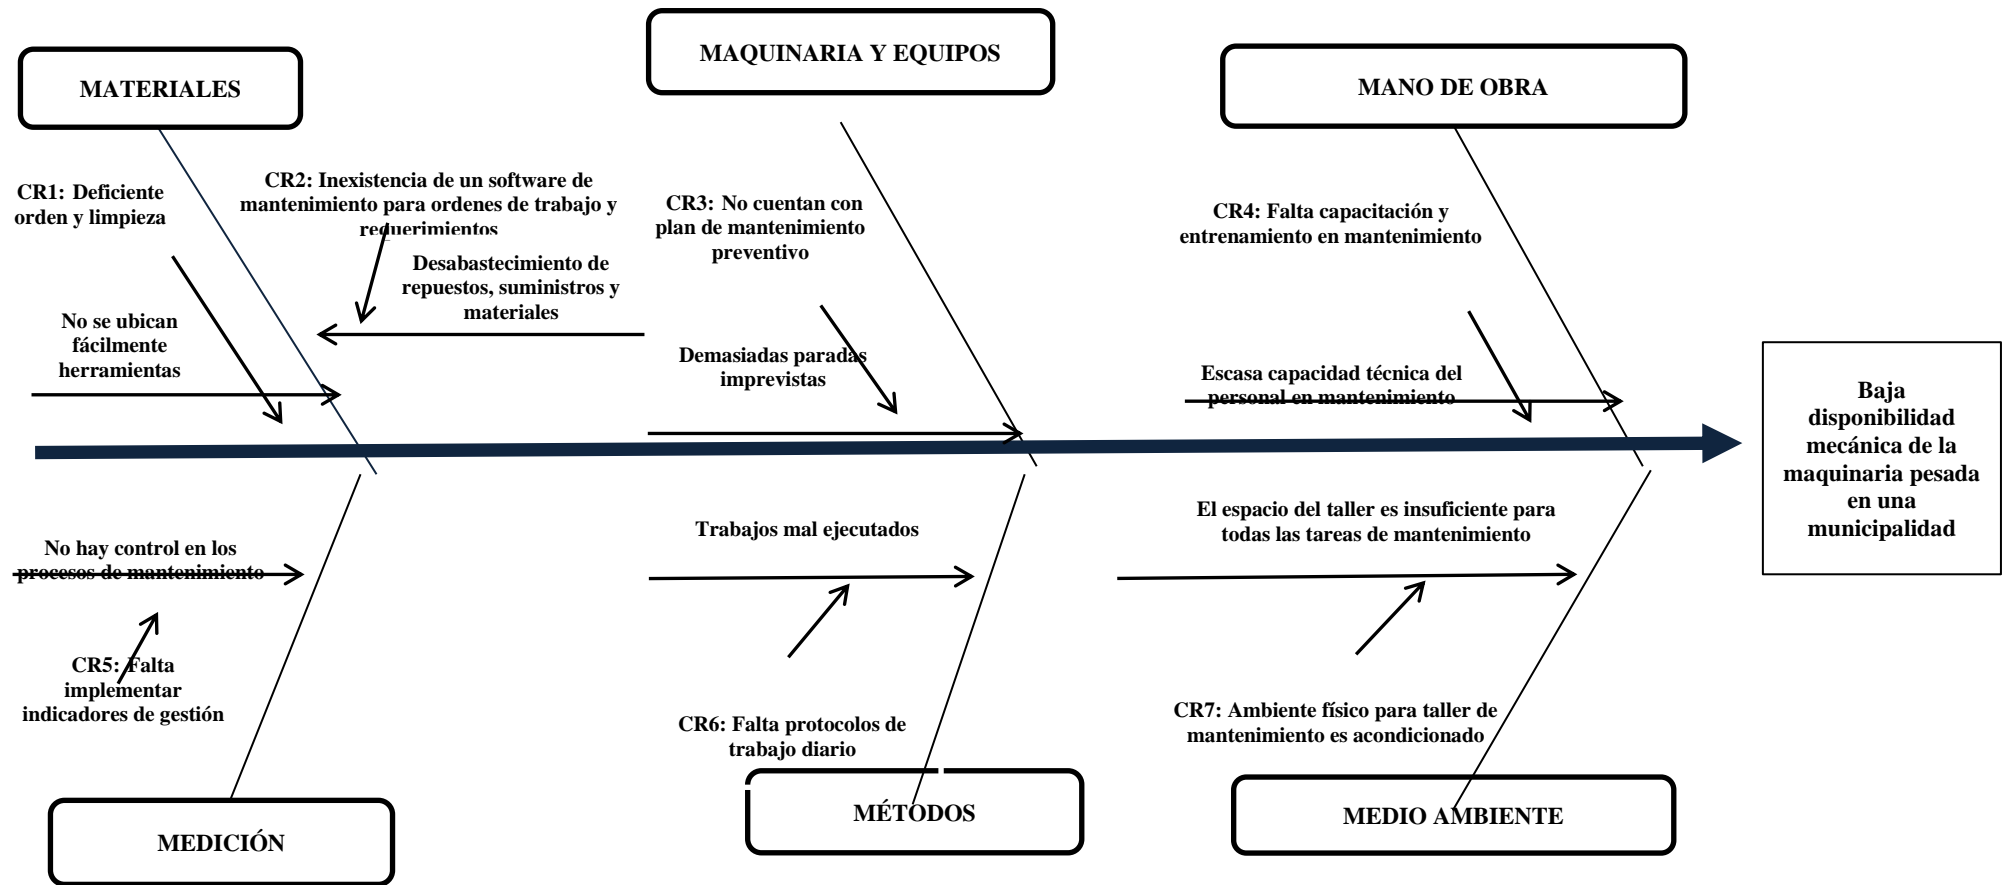 MATERIALES
MAQUINARIA Y EQUIPOS
MANO DE OBRA
CR1: Deficiente
orden y limpieza
CR2: Inexistencia de un software de
mantenimiento para ordenes de trabajo y
requerimientos
Desabastecimiento de
repuestos, suministros y
materiales
No se ubican
fácilmente
herramientas
CR3: No cuentan con
plan de mantenimiento
preventivo
Demasiadas paradas
imprevistas
CR4: Falta capacitación y
entrenamiento en mantenimiento
Escasa capacidad técnica del
personal en mantenimiento
Baja
disponibilidad
mecánica de la
maquinaria pesada
en una
municipalidad
No hay control en los
procesos de mantenimiento
CR5: Falta
implementar
indicadores de gestión
Trabajos mal ejecutados
CR6: Falta protocolos de
trabajo diario
El espacio del taller es insuficiente para
todas las tareas de mantenimiento
CR7: Ambiente físico para taller de
mantenimiento es acondicionado
MEDICIÓN
MÉTODOS
MEDIO AMBIENTE